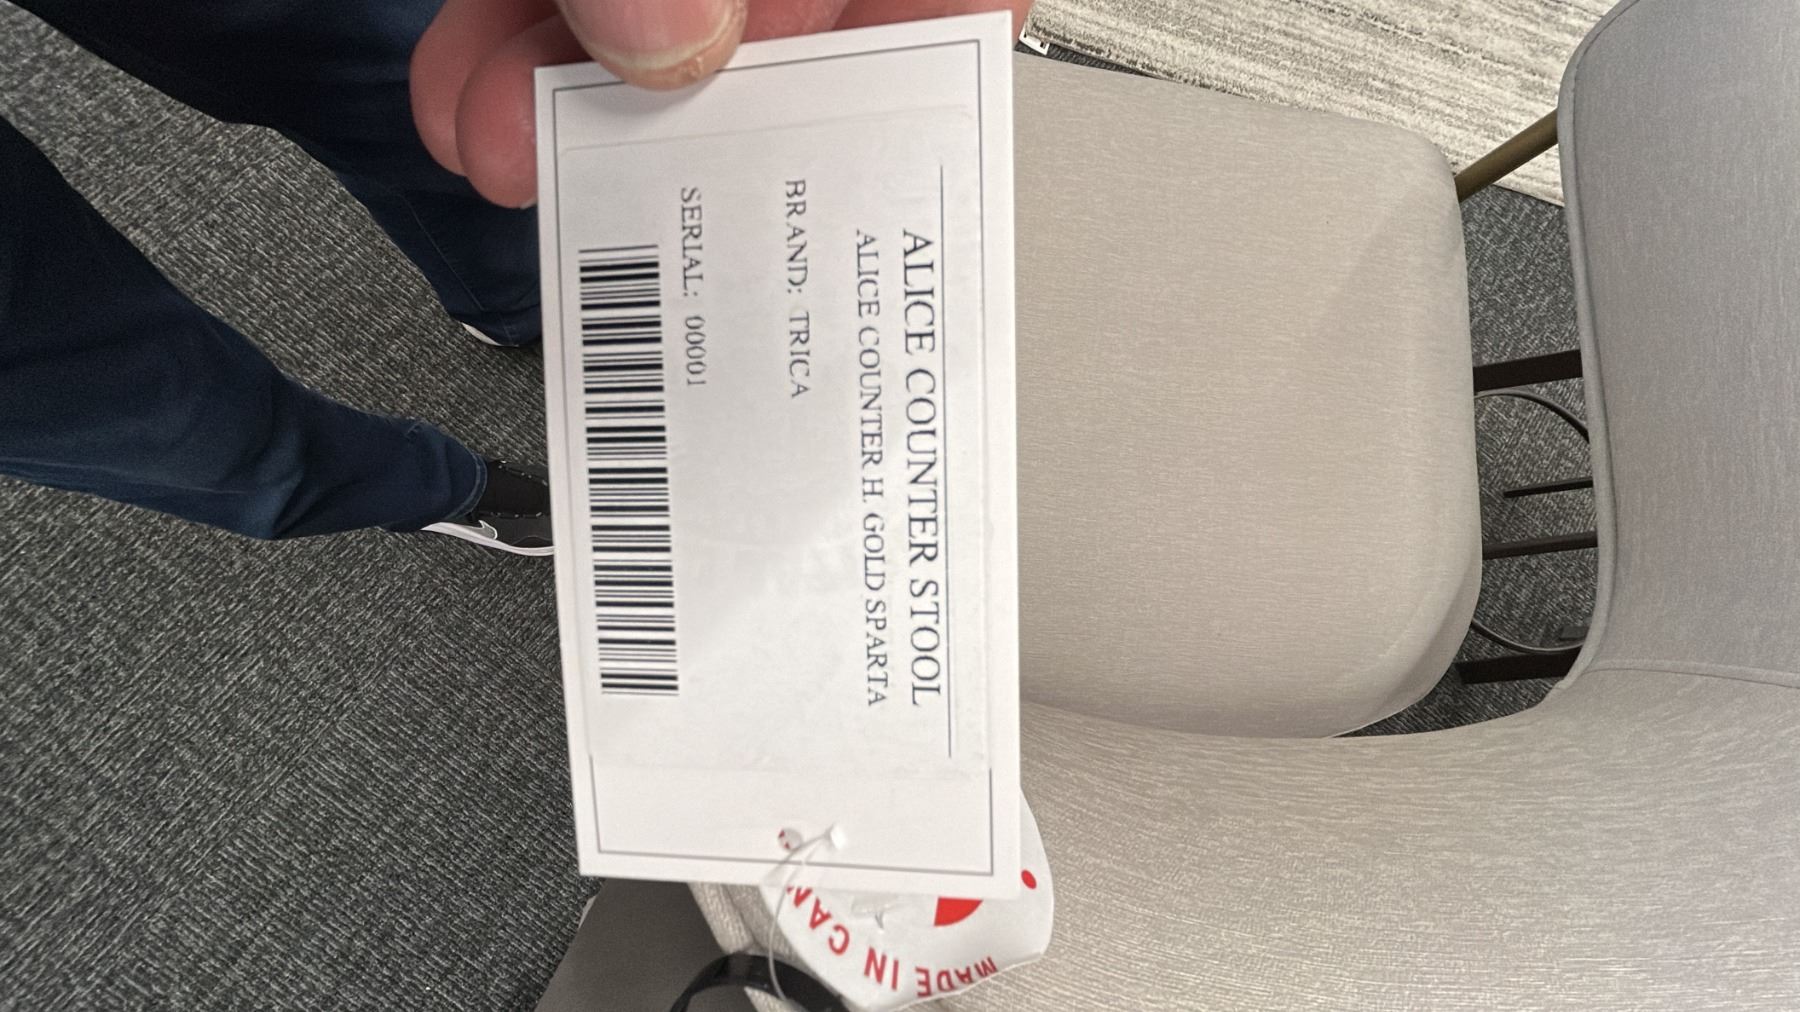 ALICE COUNTER STOOL
ALICE COUNTER H. GOLD SPARTA
BRAND: TRICA
SERIAL: 00001
MADE IN CAN